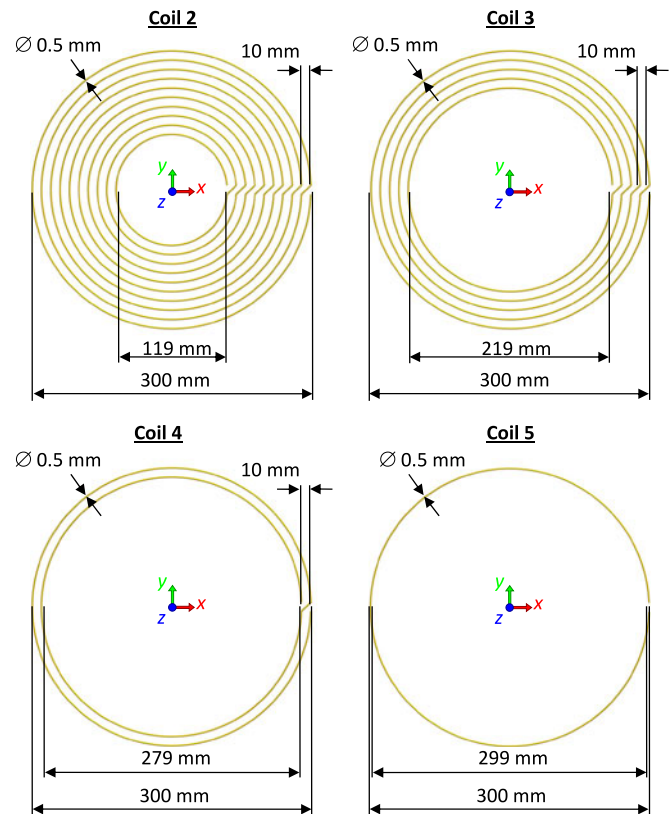 Coil 2
∅ 0.5 mm
10 mm
y
x
z
119 mm
300 mm
Coil 3
∅ 0.5 mm
10 mm
y
x
z
219 mm
300 mm
Coil 4
∅ 0.5 mm
10 mm
y
x
z
279 mm
300 mm
Coil 5
∅ 0.5 mm
y
x
z
299 mm
300 mm